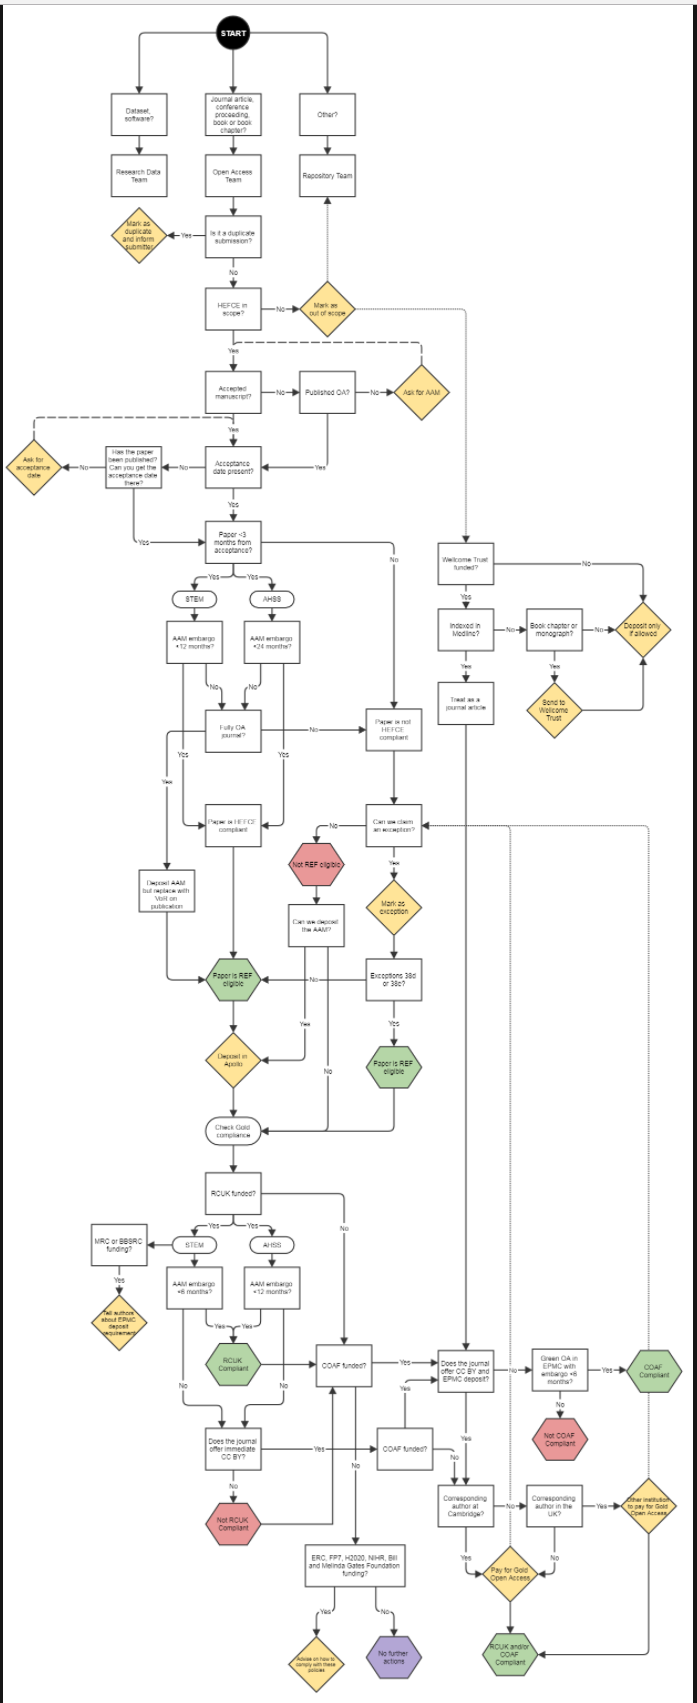 START
Dataset,
software?
Journal article,
conference
proceeding,
book or book
chapter?
Other?
Research Data
Team
Open Access
Team
Repository Team
Mark as
duplicate
and inform
submitter
Yes
Is it a duplicate
submission?
No
HEFCE in
scope?
No
Mark as
out of scope
Yes
Accepted
manuscript?
No
Published OA?
No
Ask for AAM
Yes
Ask for
acceptance
date
No
Has the paper
been published?
Can you get the
acceptance date
there?
No
Acceptance
date present?
Yes
Yes
Yes
Paper <3
months from
acceptance?
No
Wellcome Trust
funded?
No
Yes
Yes
Yes
STEM
AHSS
Indexed in
Medline?
No
Book chapter or
monograph?
No
Deposit only
if allowed
AAM embargo
<12 months?
AAM embargo
<24 months?
Yes
Yes
No
No
Treat as a
journal article
Send to
Wellcome
Trust
Fully OA
journal?
No
Paper is not
HEFCE
compliant
Yes
Yes
Yes
Paper is HEFCE
compliant
No
Can we claim
an exception?
Not REF eligible
Yes
Deposit AAM
but replace with
VoR on
publication
Mark as
exception
Can we deposit
the AAM?
Paper is REF
eligible
No
Exceptions 38d
or 38e?
Yes
Yes
Deposit in
Apollo
No
Paper is REF
eligible
Check Gold
compliance
RCUK funded?
Yes
Yes
No
MRC or BBSRC
funding?
STEM
AHSS
Yes
AAM embargo
<6 months?
AAM embargo
<12 months?
Tell authors
about EPMC
deposit
requirement
Yes
Yes
RCUK
Compliant
COAF funded?
Yes
Does the journal
offer CC BY and
EPMC deposit?
No
Green OA in
EPMC with
embargo <6
months?
Yes
COAF
Compliant
No
No
Yes
No
Does the journal
offer immediate
CC BY?
Yes
COAF funded?
Yes
Not COAF
Compliant
No
No
No
Not RCUK
Compliant
Corresponding
author at
Cambridge?
No
Corresponding
author in the
UK?
Yes
Other institution
to pay for Gold
Open Access
ERC, FP7, H2020, NIHR, Bill
and Melinda Gates Foundation
funding?
Yes
No
Pay for Gold
Open Access
Yes
No
Advise on how to
comply with these
policies
No further
actions
RCUK and/or
COAF
Compliant